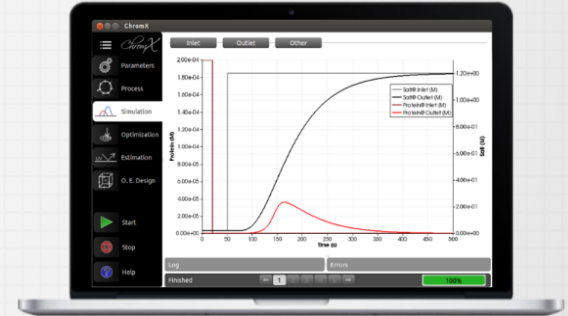 ChromX
ChromX
Inlet
Outlet
Other
Parameters
Process
Simulation
Optimization
Estimation
O. E. Design
Start
Stop
Help
2.00e-04
1.80e-04
1.60e-04
1.40e-04
1.20e-04
1.00e-04
8.00e-05
6.00e-05
4.00e-05
2.00e-05
0.00e+00
Protein (M)
0 50 100 150 200 250 300 350 400 450 500
Time (s)
1.20e+00
1.00e+00
8.00e-01
6.00e-01
4.00e-01
2.00e-01
0.00e+00
Salt (M)
Salt@Inlet (M)
Salt@Outlet (M)
Protein@Inlet (M)
Protein@Outlet (M)
Log
Errors
Finished
1
100%